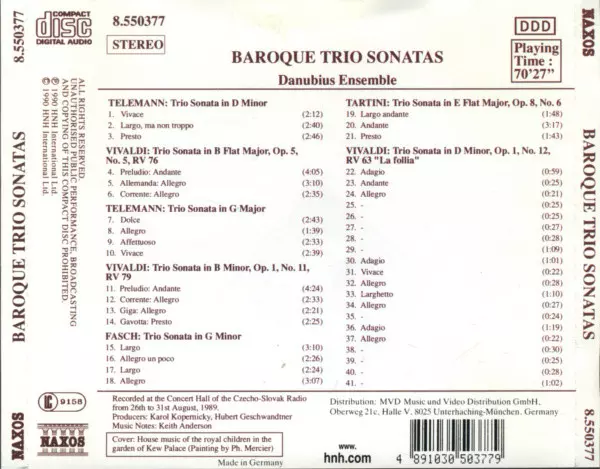 8.550377
NAXOS
BAROQUE TRIO SONATAS
8.550377
COMPACT
disc
DIGITAL AUDIO
ALL RIGHTS RESERVED.
UNAUTHORISED PUBLIC PERFORMANCE, BROADCASTING
AND COPYING OF THIS COMPACT DISC PROHIBITED.
℗ 1990 HNH International Ltd.
© 1990 HNH International Ltd.
8.550377
STEREO
DDD
Playing
Time :
70'27"
BAROQUE TRIO SONATAS
Danubius Ensemble
TELEMANN: Trio Sonata in D Minor
1. Vivace (2:12)
2. Largo, ma non troppo (2:40)
3. Presto (2:46)
VIVALDI: Trio Sonata in B Flat Major, Op. 5,
No. 5, RV 76
4. Preludio: Andante (4:05)
5. Allemanda: Allegro (3:10)
6. Corrente: Allegro (2:35)
TELEMANN: Trio Sonata in G Major
7. Dolce (2:43)
8. Allegro (1:39)
9. Affettuoso (2:33)
10. Vivace (2:39)
VIVALDI: Trio Sonata in B Minor, Op. 1, No. 11,
RV 79
11. Preludio: Andante (4:24)
12. Corrente: Allegro (2:33)
13. Giga: Allegro (2:21)
14. Gavotta: Presto (2:25)
FASCH: Trio Sonata in G Minor
15. Largo (3:10)
16. Allegro un poco (2:26)
17. Largo (2:24)
18. Allegro (3:07)
TARTINI: Trio Sonata in E Flat Major, Op. 8, No. 6
19. Largo andante (1:48)
20. Andante (3:17)
21. Presto (1:43)
VIVALDI: Trio Sonata in D Minor, Op. 1, No. 12,
RV 63 "La follia"
22. Adagio (0:59)
23. Andante (0:25)
24. Allegro (0:21)
25. - (0:25)
26. - (0:25)
27. - (0:25)
28. - (0:28)
29. - (1:09)
30. Adagio (1:01)
31. Vivace (0:22)
32. Allegro (0:28)
33. Larghetto (1:10)
34. Allegro (0:27)
35. - (0:24)
36. Adagio (1:19)
37. Allegro (0:22)
38. - (0:30)
39. - (0:25)
40. - (0:28)
41. - (1:02)
LC 9158
Recorded at the Concert Hall of the Czecho-Slovak Radio
from 26th to 31st August, 1989.
Producers: Karol Kopernicky, Hubert Geschwandtner
Music Notes: Keith Anderson
Distribution: MVD Music und Video Distribution GmbH,
Oberweg 21c, Halle V, 8025 Unterhaching-München. Germany
NAXOS
Cover: House music of the royal children in the
garden of Kew Palace (Painting by Ph. Mercier)
Made in Germany
www.
hnh.com
4 891030 503779
NAXOS
BAROQUE TRIO SONATAS
8.550377
NAXOS